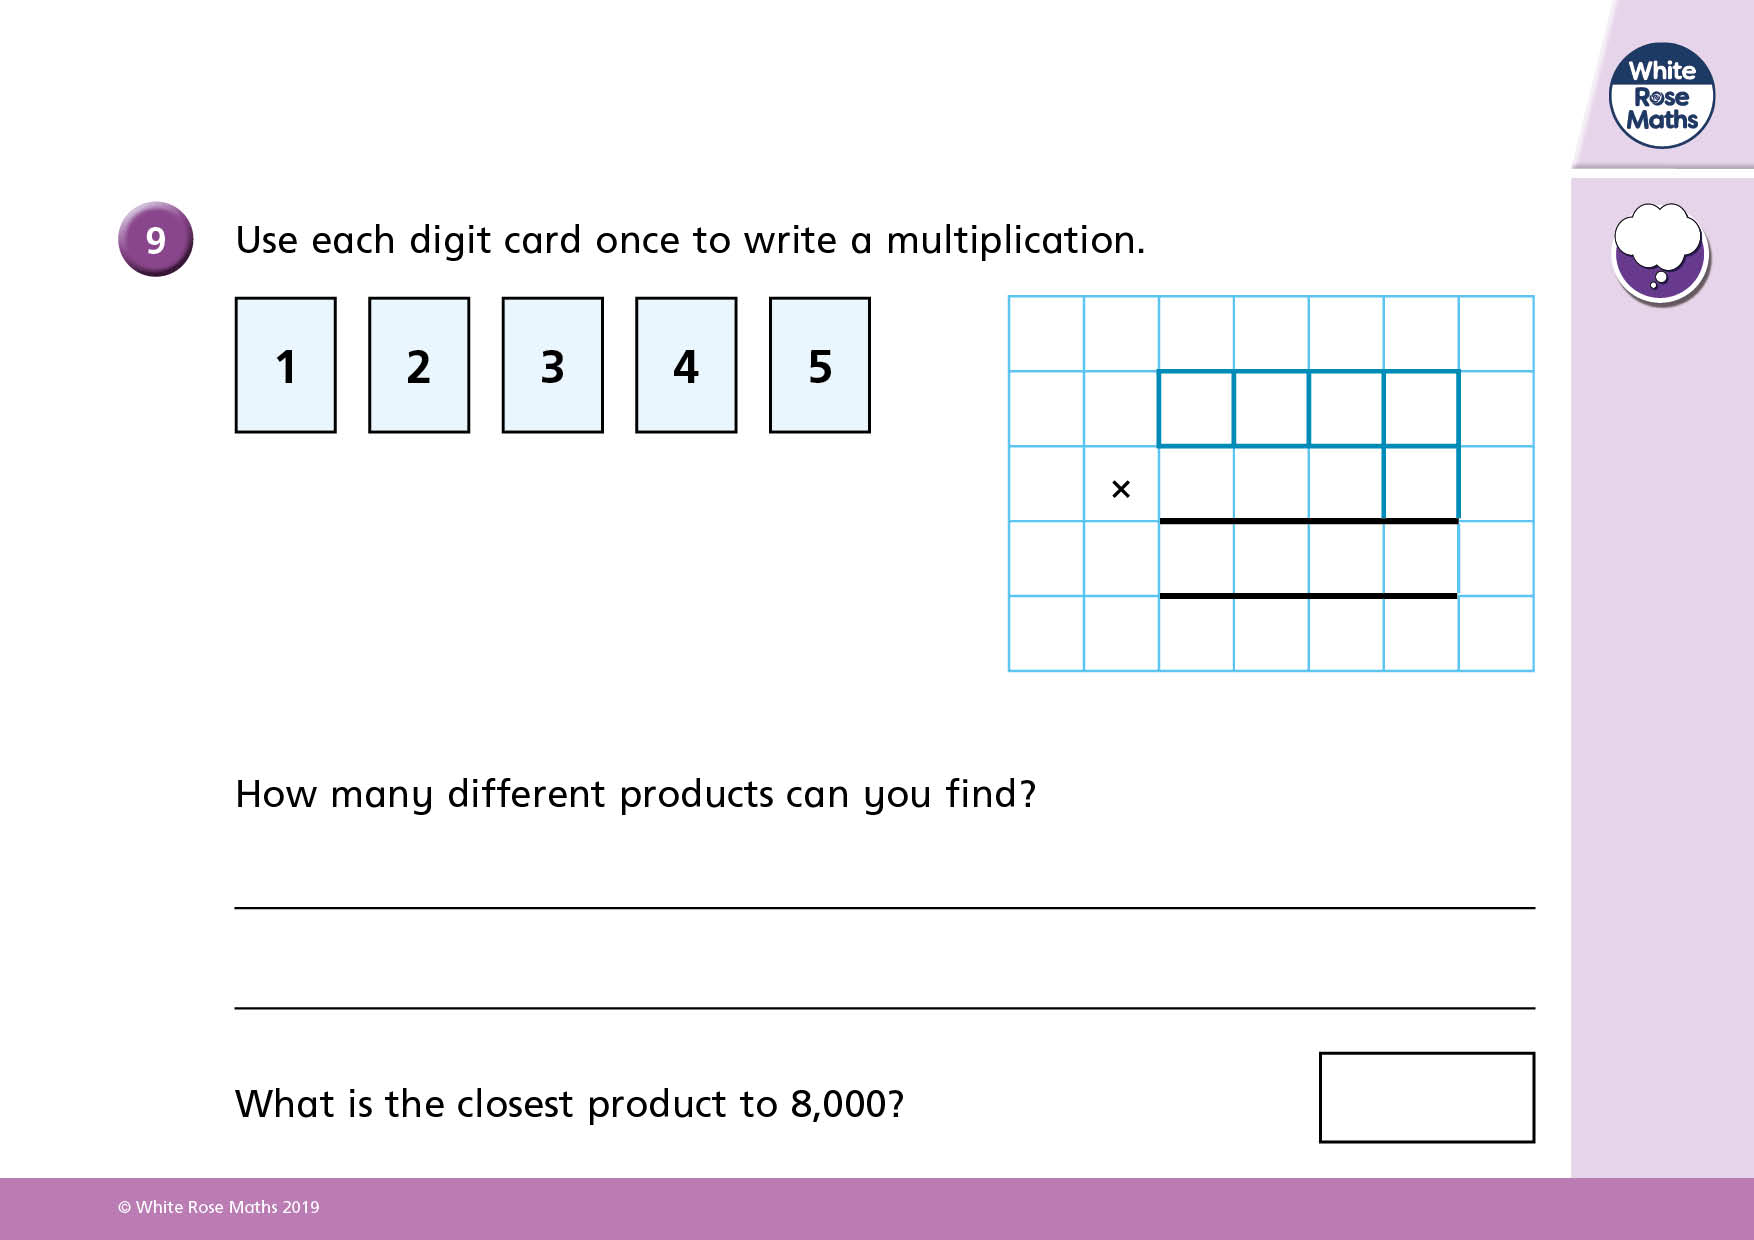 White
Rose
Maths
9 Use each digit card once to write a multiplication.
1 2 3 4 5
×
How many different products can you find?
What is the closest product to 8,000?
© White Rose Maths 2019